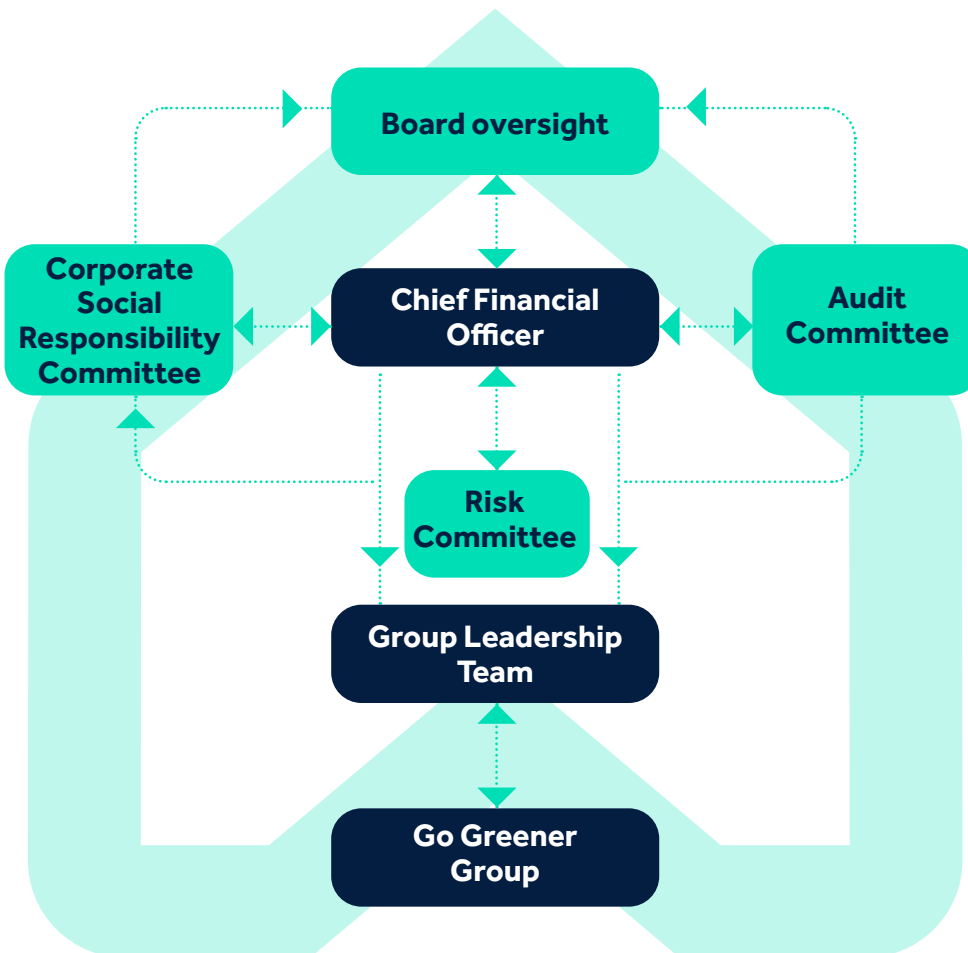 Board oversight
Corporate
Social
Responsibility
Committee
Chief Financial
Officer
Audit
Committee
Risk
Committee
Group Leadership
Team
Go Greener
Group